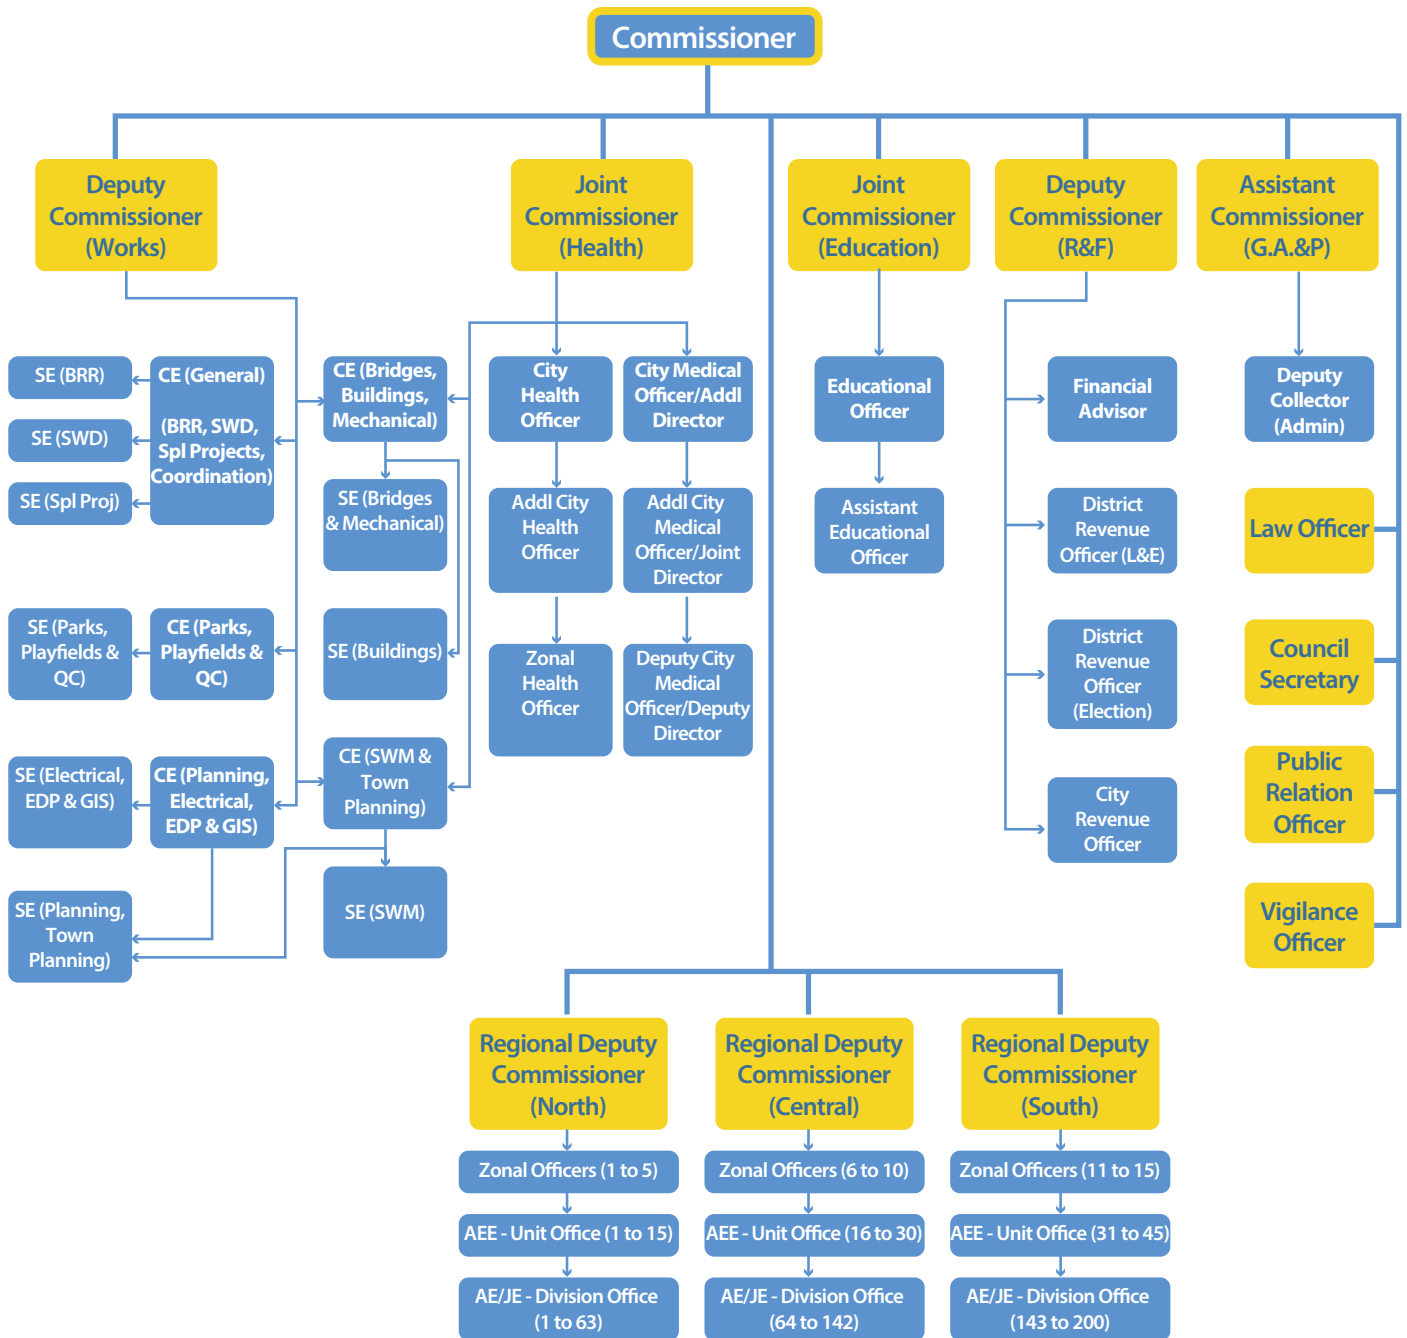 Commissioner
Deputy
Commissioner
(Works)
Joint
Commissioner
(Health)
Joint
Commissioner
(Education)
Deputy
Commissioner
(R&F)
Assistant
Commissioner
(G.A.&P)
SE (BRR)
SE (SWD)
SE (Spl Proj)
CE (General)
(BRR, SWD,
Spl Projects,
Coordination)
CE (Bridges,
Buildings,
Mechanical)
SE (Bridges
& Mechanical)
SE (Buildings)
City
Health
Officer
Addl City
Health
Officer
Zonal
Health
Officer
City Medical
Officer/Addl
Director
Addl City
Medical
Officer/Joint
Director
Deputy City
Medical
Officer/Deputy
Director
Educational
Officer
Assistant
Educational
Officer
Financial
Advisor
District
Revenue
Officer (L&E)
District
Revenue
Officer
(Election)
City
Revenue
Officer
Deputy
Collector
(Admin)
Law Officer
Council
Secretary
Public
Relation
Officer
Vigilance
Officer
SE (Parks,
Playfields &
QC)
CE (Parks,
Playfields &
QC)
SE (Electrical,
EDP & GIS)
CE (Planning,
Electrical,
EDP & GIS)
CE (SWM &
Town
Planning)
SE (Planning,
Town
Planning)
SE (SWM)
Regional Deputy
Commissioner
(North)
Zonal Officers (1 to 5)
AEE - Unit Office (1 to 15)
AE/JE - Division Office
(1 to 63)
Regional Deputy
Commissioner
(Central)
Zonal Officers (6 to 10)
AEE - Unit Office (16 to 30)
AE/JE - Division Office
(64 to 142)
Regional Deputy
Commissioner
(South)
Zonal Officers (11 to 15)
AEE - Unit Office (31 to 45)
AE/JE - Division Office
(143 to 200)